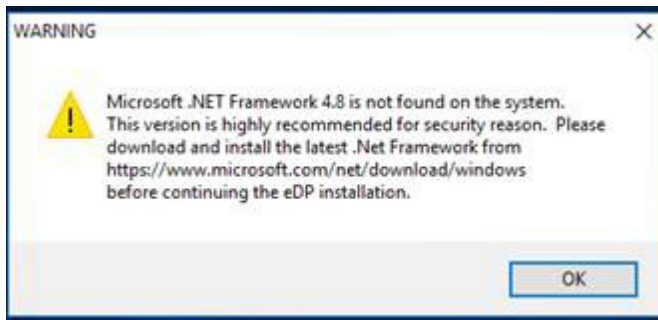 WARNING
Microsoft .NET Framework 4.8 is not found on the system.
This version is highly recommended for security reason.  Please
download and install the latest .Net Framework from
https://www.microsoft.com/net/download/windows
before continuing the eDP installation.
OK